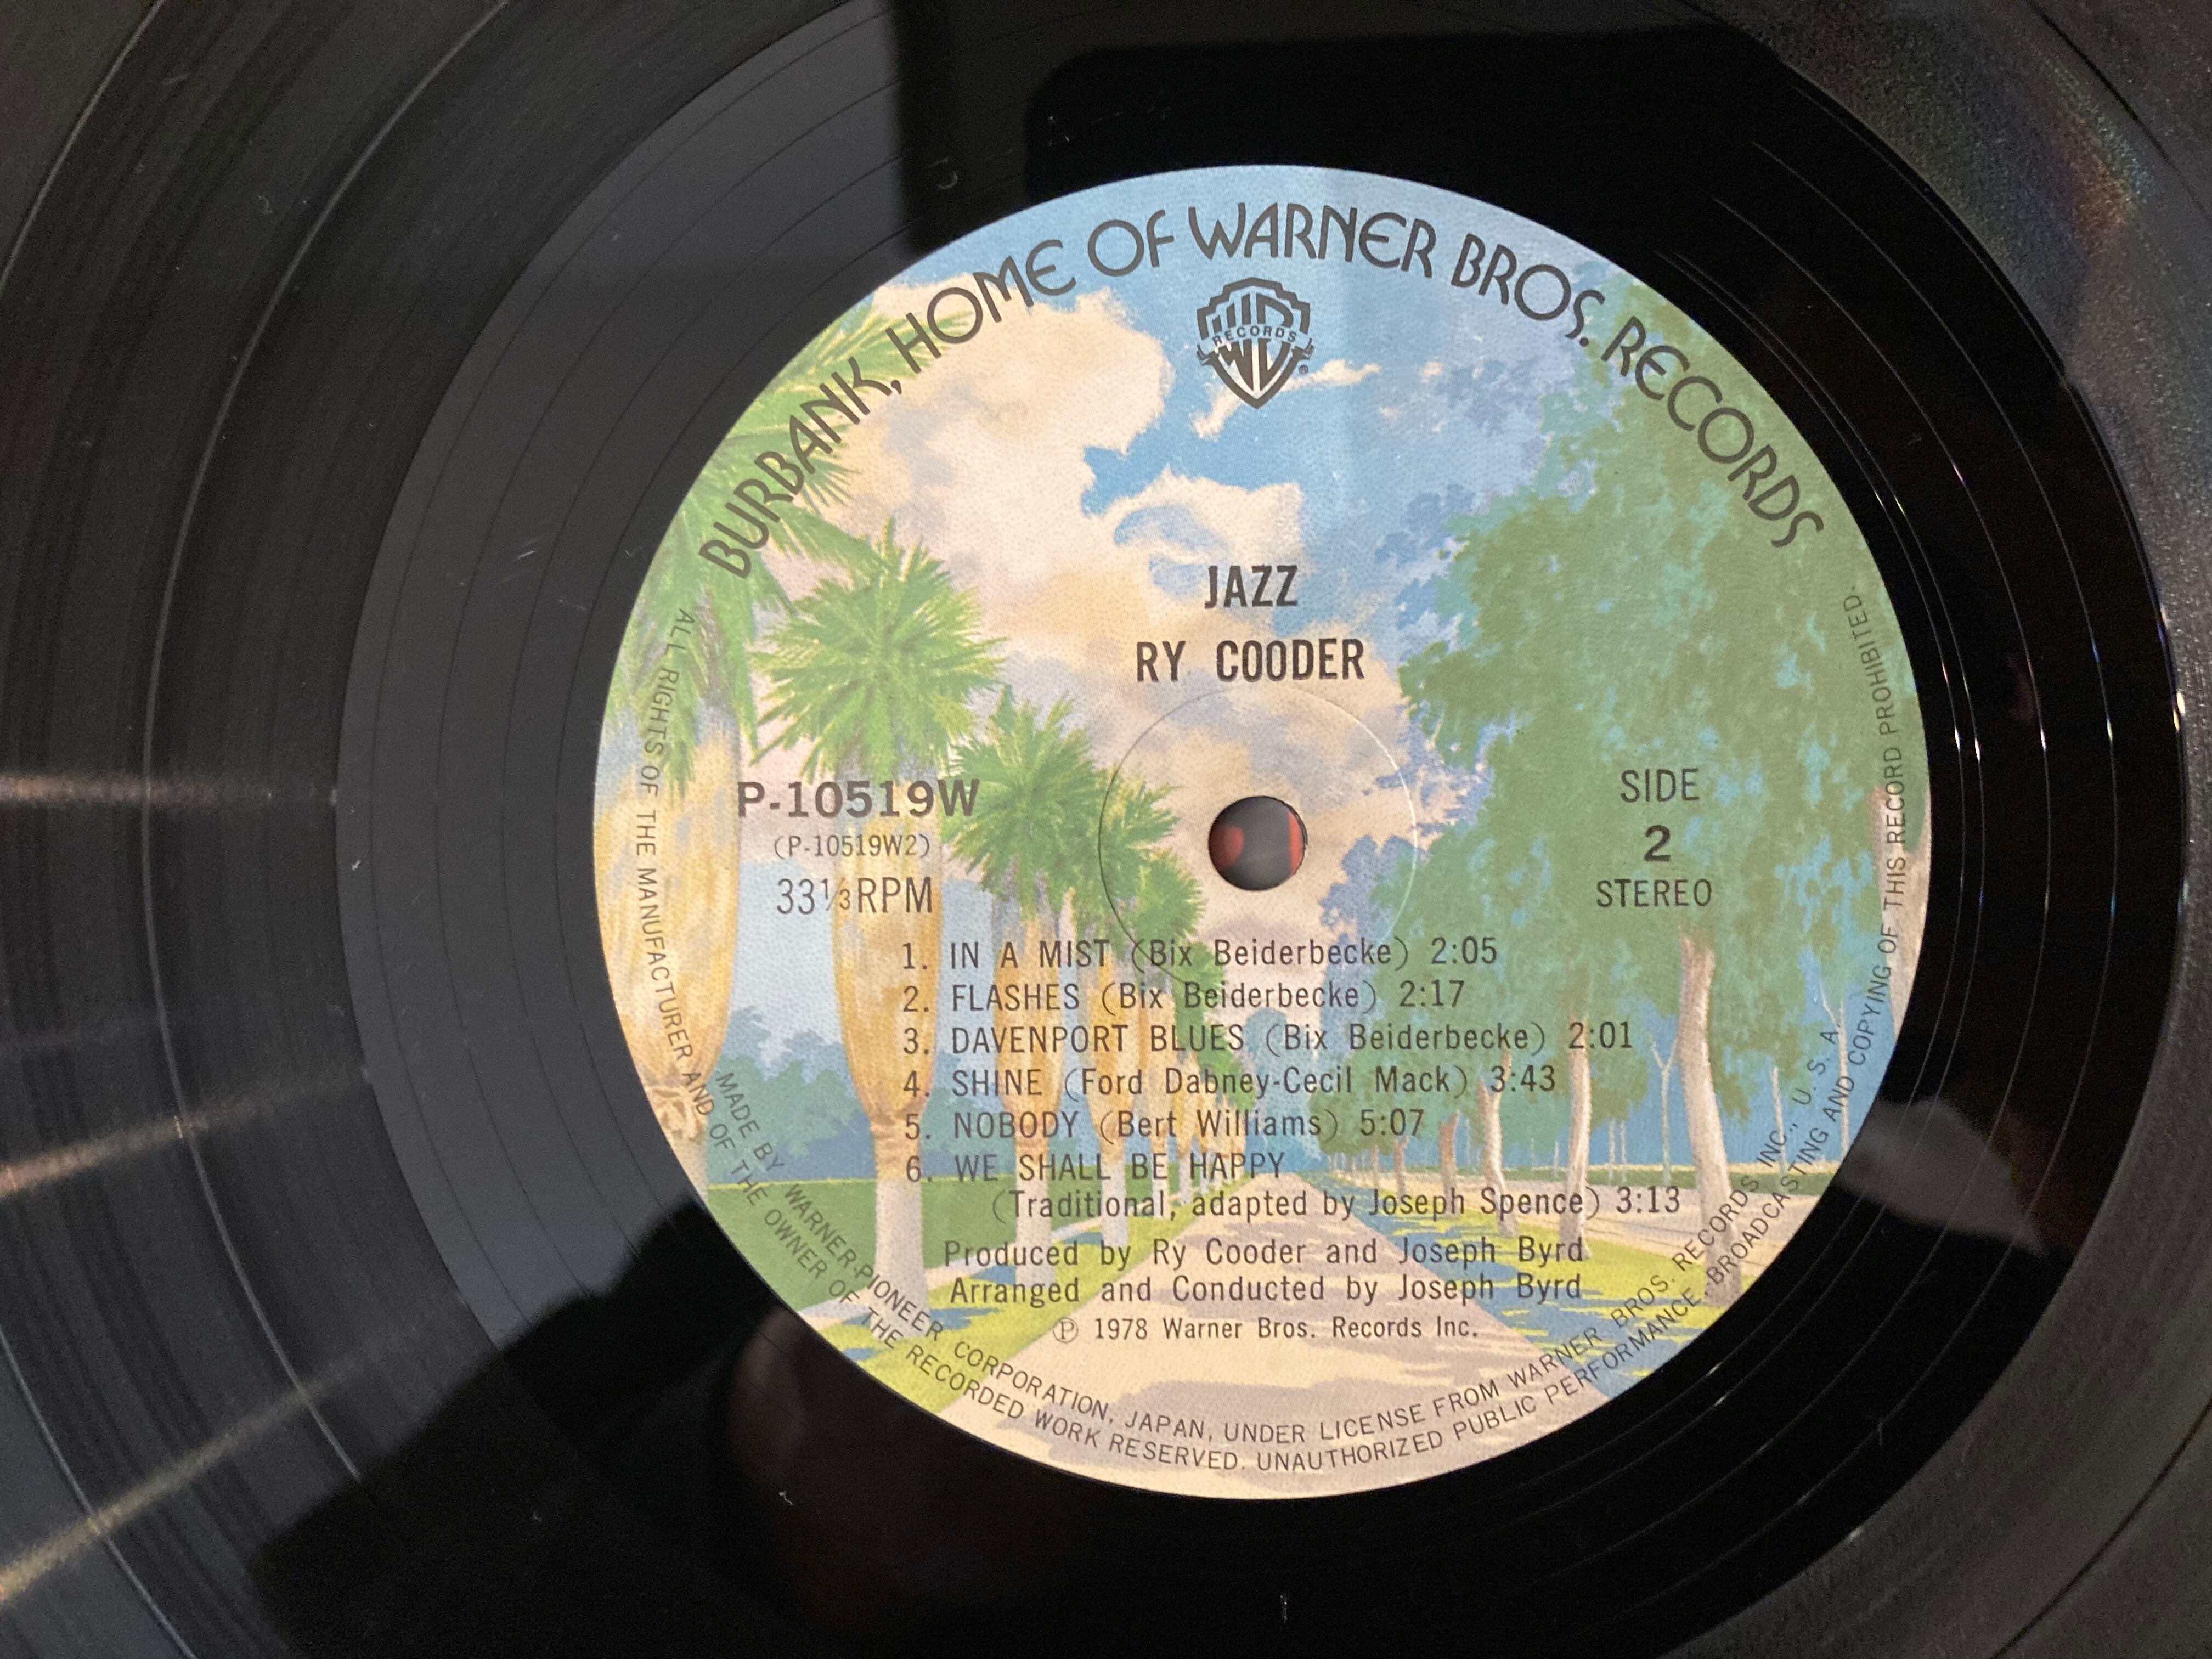 BURBANK, HOME OF WARNER BROS. RECORDS
RECORDS
®
JAZZ
RY COODER
P-10519W
(P-10519W2)
33⅓RPM
SIDE
2
STEREO
1. IN A MIST (Bix Beiderbecke) 2:05
2. FLASHES (Bix Beiderbecke) 2:17
3. DAVENPORT BLUES (Bix Beiderbecke) 2:01
4. SHINE (Ford Dabney-Cecil Mack) 3:43
5. NOBODY (Bert Williams) 5:07
6. WE SHALL BE HAPPY
(Traditional, adapted by Joseph Spence) 3:13
Produced by Ry Cooder and Joseph Byrd
Arranged and Conducted by Joseph Byrd
Ⓟ 1978 Warner Bros. Records Inc.
MADE BY WARNER-PIONEER CORPORATION, JAPAN, UNDER LICENSE FROM WARNER BROS. RECORDS INC., U. S. A.
ALL RIGHTS OF THE MANUFACTURER AND OF THE OWNER OF THE RECORDED WORK RESERVED. UNAUTHORIZED PUBLIC PERFORMANCE, BROADCASTING AND COPYING OF THIS RECORD PROHIBITED.